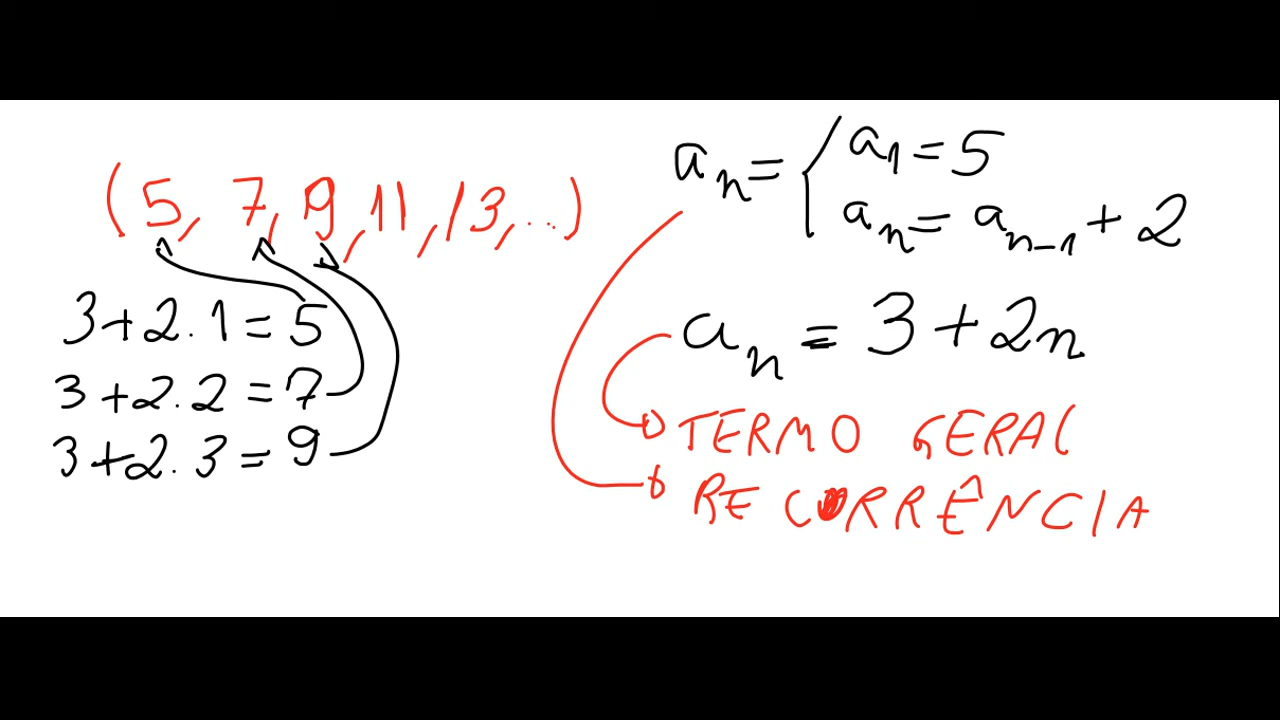 (5, 7, 9, 11, 13, ...)
3+2.1=5
3+2.2=7
3+2.3=9
aₙ= { a₁=5
aₙ= aₙ₋₁+2
aₙ = 3+2n
TERMO GERAL
RECORRÊNCIA